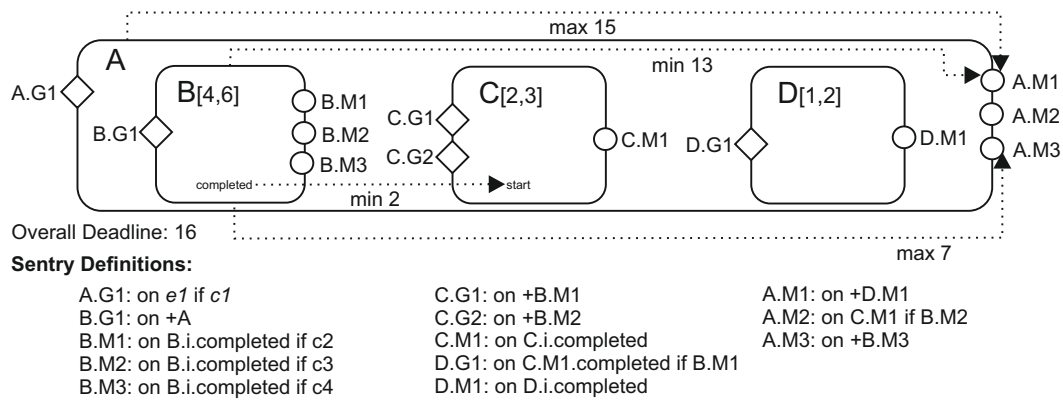 max 15
A
min 13
A.G1
B[4,6]
C[2,3]
D[1,2]
A.M1
B.M1
C.G1
A.M2
B.G1
B.M2
C.M1
D.G1
D.M1
C.G2
A.M3
B.M3
completed
start
min 2
Overall Deadline: 16
max 7
Sentry Definitions:
A.G1: on e1 if c1
B.G1: on +A
B.M1: on B.i.completed if c2
B.M2: on B.i.completed if c3
B.M3: on B.i.completed if c4
C.G1: on +B.M1
C.G2: on +B.M2
C.M1: on C.i.completed
D.G1: on C.M1.completed if B.M1
D.M1: on D.i.completed
A.M1: on +D.M1
A.M2: on C.M1 if B.M2
A.M3: on +B.M3